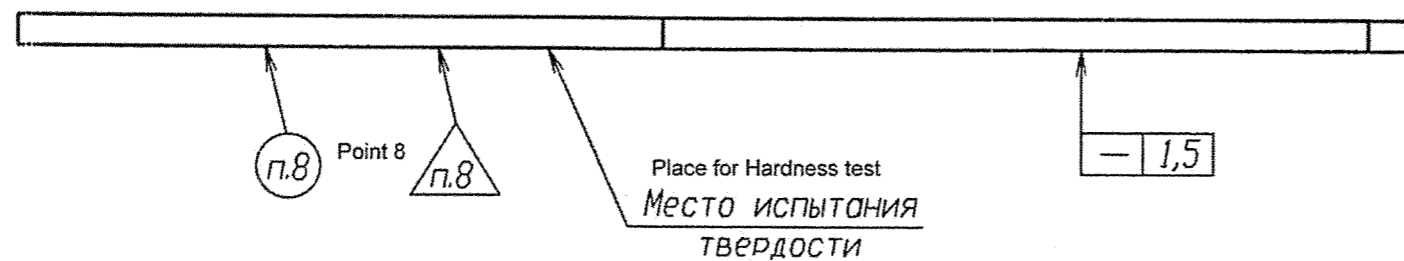 п.8
Point 8
п.8
Place for Hardness test
Место испытания
твердости
— 1,5